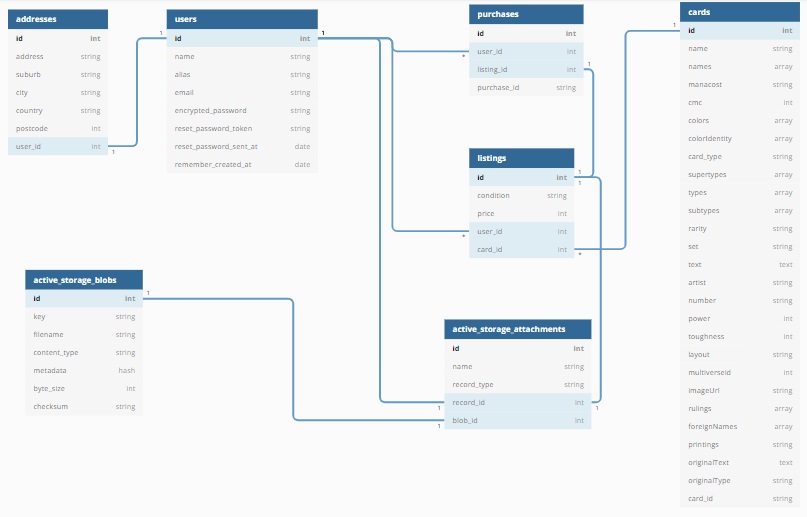 addresses
id int
address string
suburb string
city string
country string
postcode int
user_id int
1
1
users
id int
name string
alias string
email string
encrypted_password string
reset_password_token string
reset_password_sent_at date
remember_created_at date
1
purchases
id int
user_id int
listing_id int
purchase_id string
*
1
listings
id int
condition string
price int
user_id int
card_id int
1
1
*
*
active_storage_blobs
id int
key string
filename string
content_type string
metadata hash
byte_size int
checksum string
1
active_storage_attachments
id int
name string
record_type string
record_id int
blob_id int
1
1
1
cards
id int
name string
names array
manacost string
cmc int
colors array
colorIdentity array
card_type string
supertypes array
types array
subtypes array
rarity string
set string
text text
artist string
number string
power int
toughness int
layout string
multiverseid int
imageUrl string
rulings array
foreignNames array
printings string
originalText text
originalType string
card_id string
1